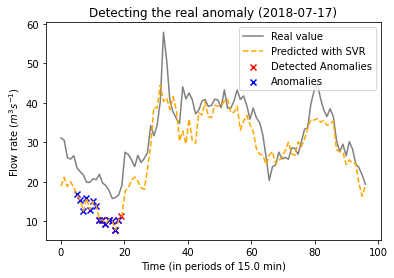 Detecting the real anomaly (2018-07-17)
Real value
Predicted with SVR
Detected Anomalies
Anomalies
60
50
40
30
20
10
Flow rate (m³s⁻¹)
0 20 40 60 80 100
Time (in periods of 15.0 min)